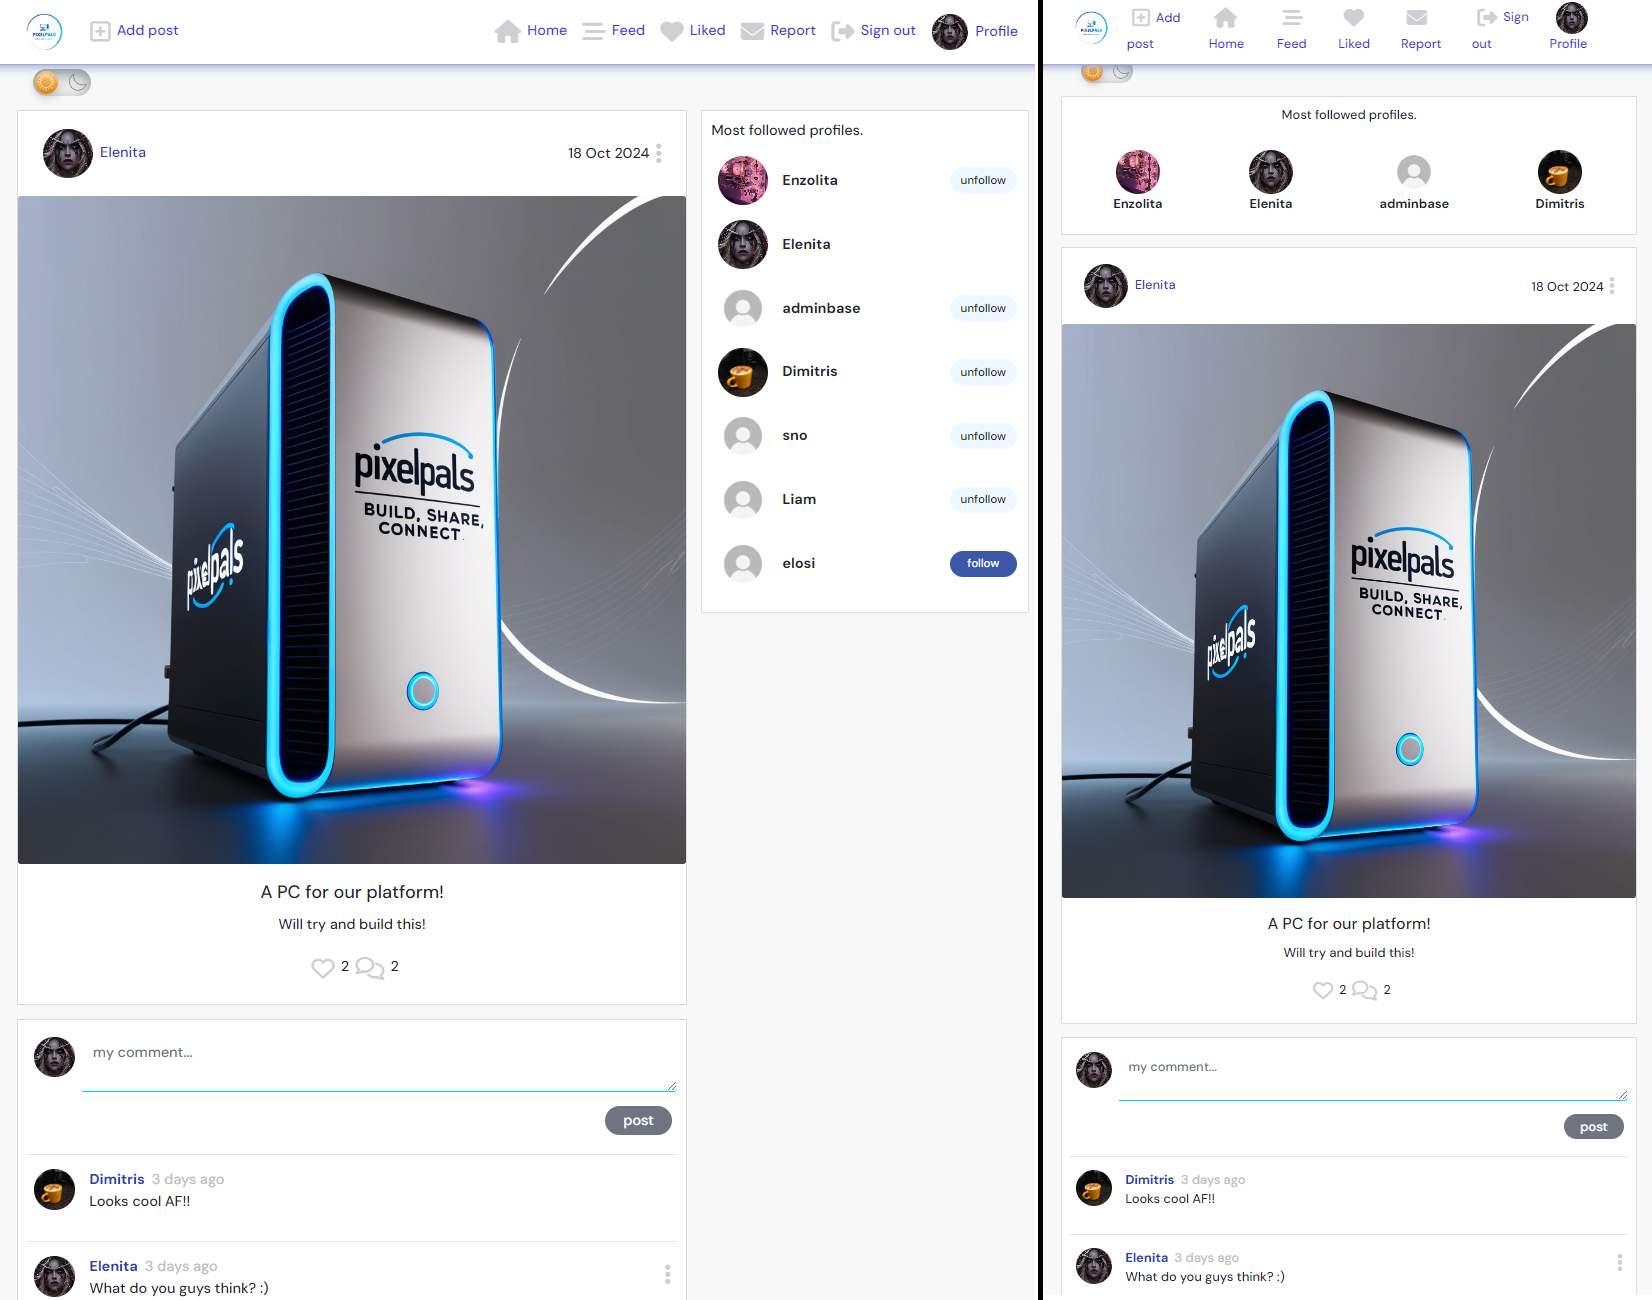 PIXELPALS
Add post
Home
Feed
Liked
Report
Sign out
Profile
Elenita
18 Oct 2024
pixelpals
BUILD, SHARE,
CONNECT.
pixelpals
A PC for our platform!
Will try and build this!
2
2
my comment...
post
Dimitris 3 days ago
Looks cool AF!!
Elenita 3 days ago
What do you guys think? :)
Most followed profiles.
Enzolita
unfollow
Elenita
adminbase
unfollow
Dimitris
unfollow
sno
unfollow
Liam
unfollow
elosi
follow
PIXELPALS
Add
post
Home
Feed
Liked
Report
Sign
out
Profile
Most followed profiles.
Enzolita
Elenita
adminbase
Dimitris
Elenita
18 Oct 2024
pixelpals
BUILD, SHARE,
CONNECT.
pixelpals
A PC for our platform!
Will try and build this!
2
2
my comment...
post
Dimitris 3 days ago
Looks cool AF!!
Elenita 3 days ago
What do you guys think? :)